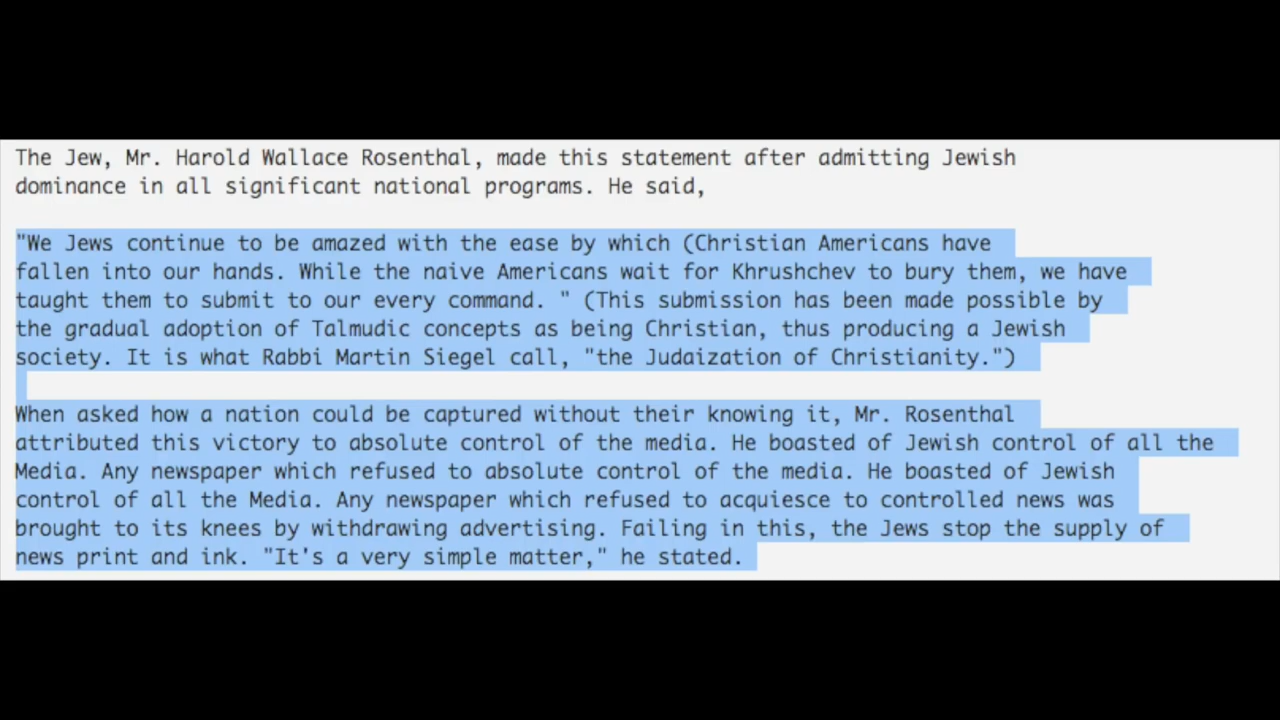 The Jew, Mr. Harold Wallace Rosenthal, made this statement after admitting Jewish
dominance in all significant national programs. He said,
"We Jews continue to be amazed with the ease by which (Christian Americans have
fallen into our hands. While the naive Americans wait for Khrushchev to bury them, we have
taught them to submit to our every command. " (This submission has been made possible by
the gradual adoption of Talmudic concepts as being Christian, thus producing a Jewish
society. It is what Rabbi Martin Siegel call, "the Judaization of Christianity.")
When asked how a nation could be captured without their knowing it, Mr. Rosenthal
attributed this victory to absolute control of the media. He boasted of Jewish control of all the
Media. Any newspaper which refused to absolute control of the media. He boasted of Jewish
control of all the Media. Any newspaper which refused to acquiesce to controlled news was
brought to its knees by withdrawing advertising. Failing in this, the Jews stop the supply of
news print and ink. "It's a very simple matter," he stated.